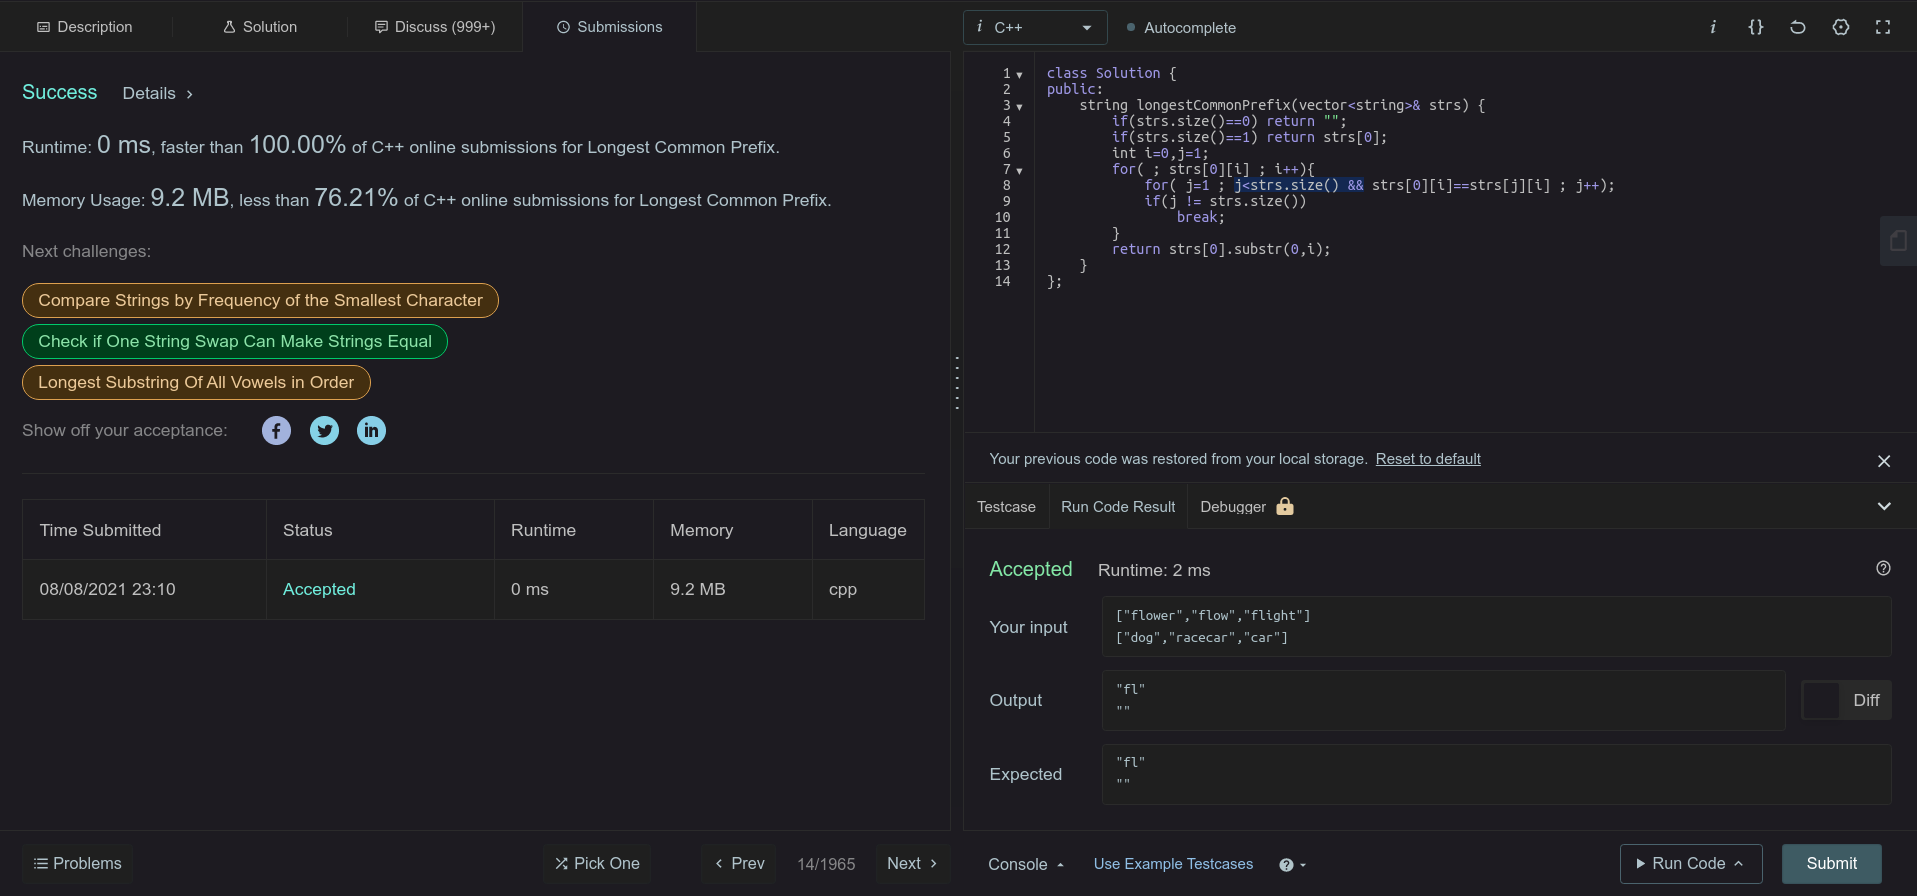 Description
Solution
Discuss (999+)
Submissions
Success Details
Runtime: 0 ms, faster than 100.00% of C++ online submissions for Longest Common Prefix.
Memory Usage: 9.2 MB, less than 76.21% of C++ online submissions for Longest Common Prefix.
Next challenges:
Compare Strings by Frequency of the Smallest Character
Check if One String Swap Can Make Strings Equal
Longest Substring Of All Vowels in Order
Show off your acceptance:
Time Submitted Status Runtime Memory Language
08/08/2021 23:10 Accepted 0 ms 9.2 MB cpp
Problems
Pick One
Prev
14/1965
Next
i C++
Autocomplete
i {}
1 class Solution {
2 public:
3     string longestCommonPrefix(vector<string>& strs) {
4         if(strs.size()==0) return "";
5         if(strs.size()==1) return strs[0];
6         int i=0,j=1;
7         for( ; strs[0][i] ; i++){
8             for( j=1 ; j<strs.size() && strs[0][i]==strs[j][i] ; j++);
9             if(j != strs.size())
10                 break;
11         }
12         return strs[0].substr(0,i);
13     }
14 };
Your previous code was restored from your local storage. Reset to default
Testcase
Run Code Result
Debugger
Accepted Runtime: 2 ms
Your input
["flower","flow","flight"]
["dog","racecar","car"]
Output
"fl"
""
Diff
Expected
"fl"
""
Console
Use Example Testcases
Run Code
Submit